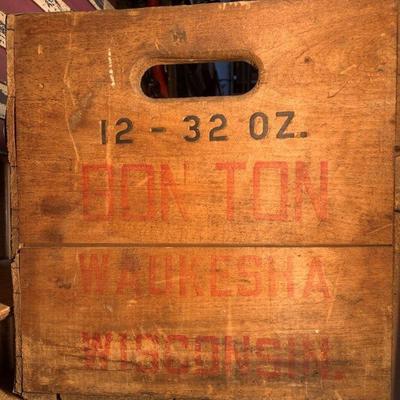 12 - 32 OZ.
BON TON
WAUKESHA
WISCONSIN.